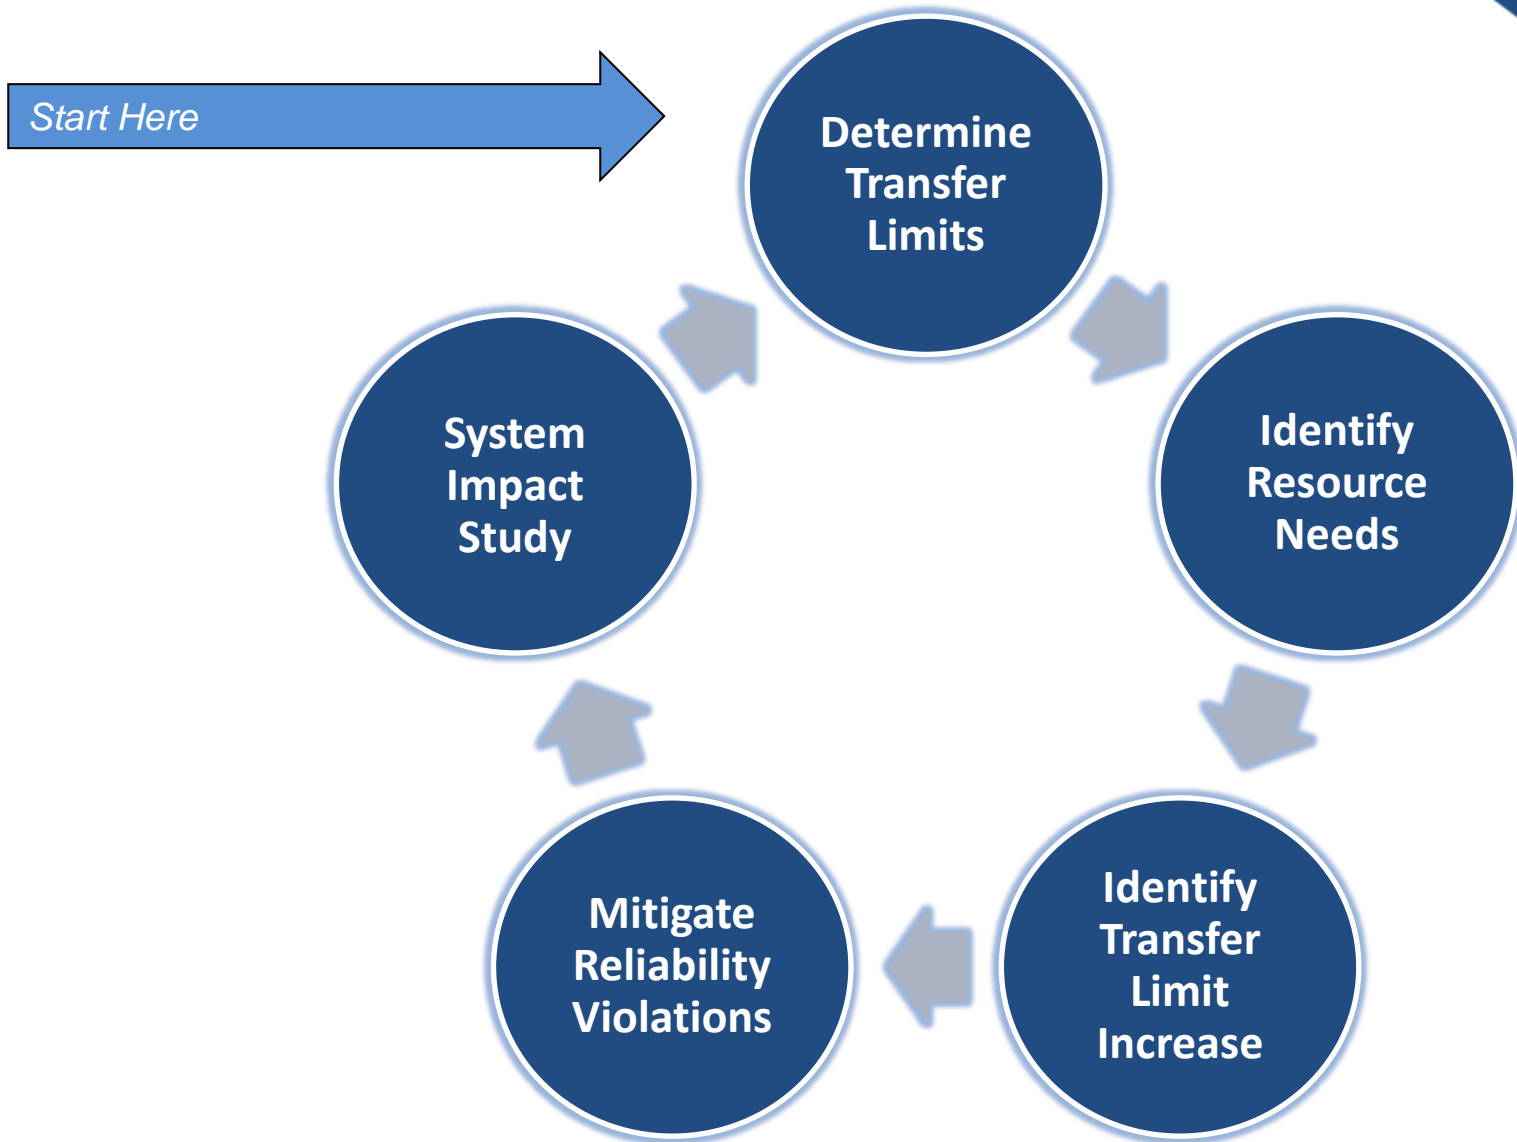 Start Here
Determine
Transfer
Limits
Identify
Resource
Needs
Identify
Transfer
Limit
Increase
Mitigate
Reliability
Violations
System
Impact
Study